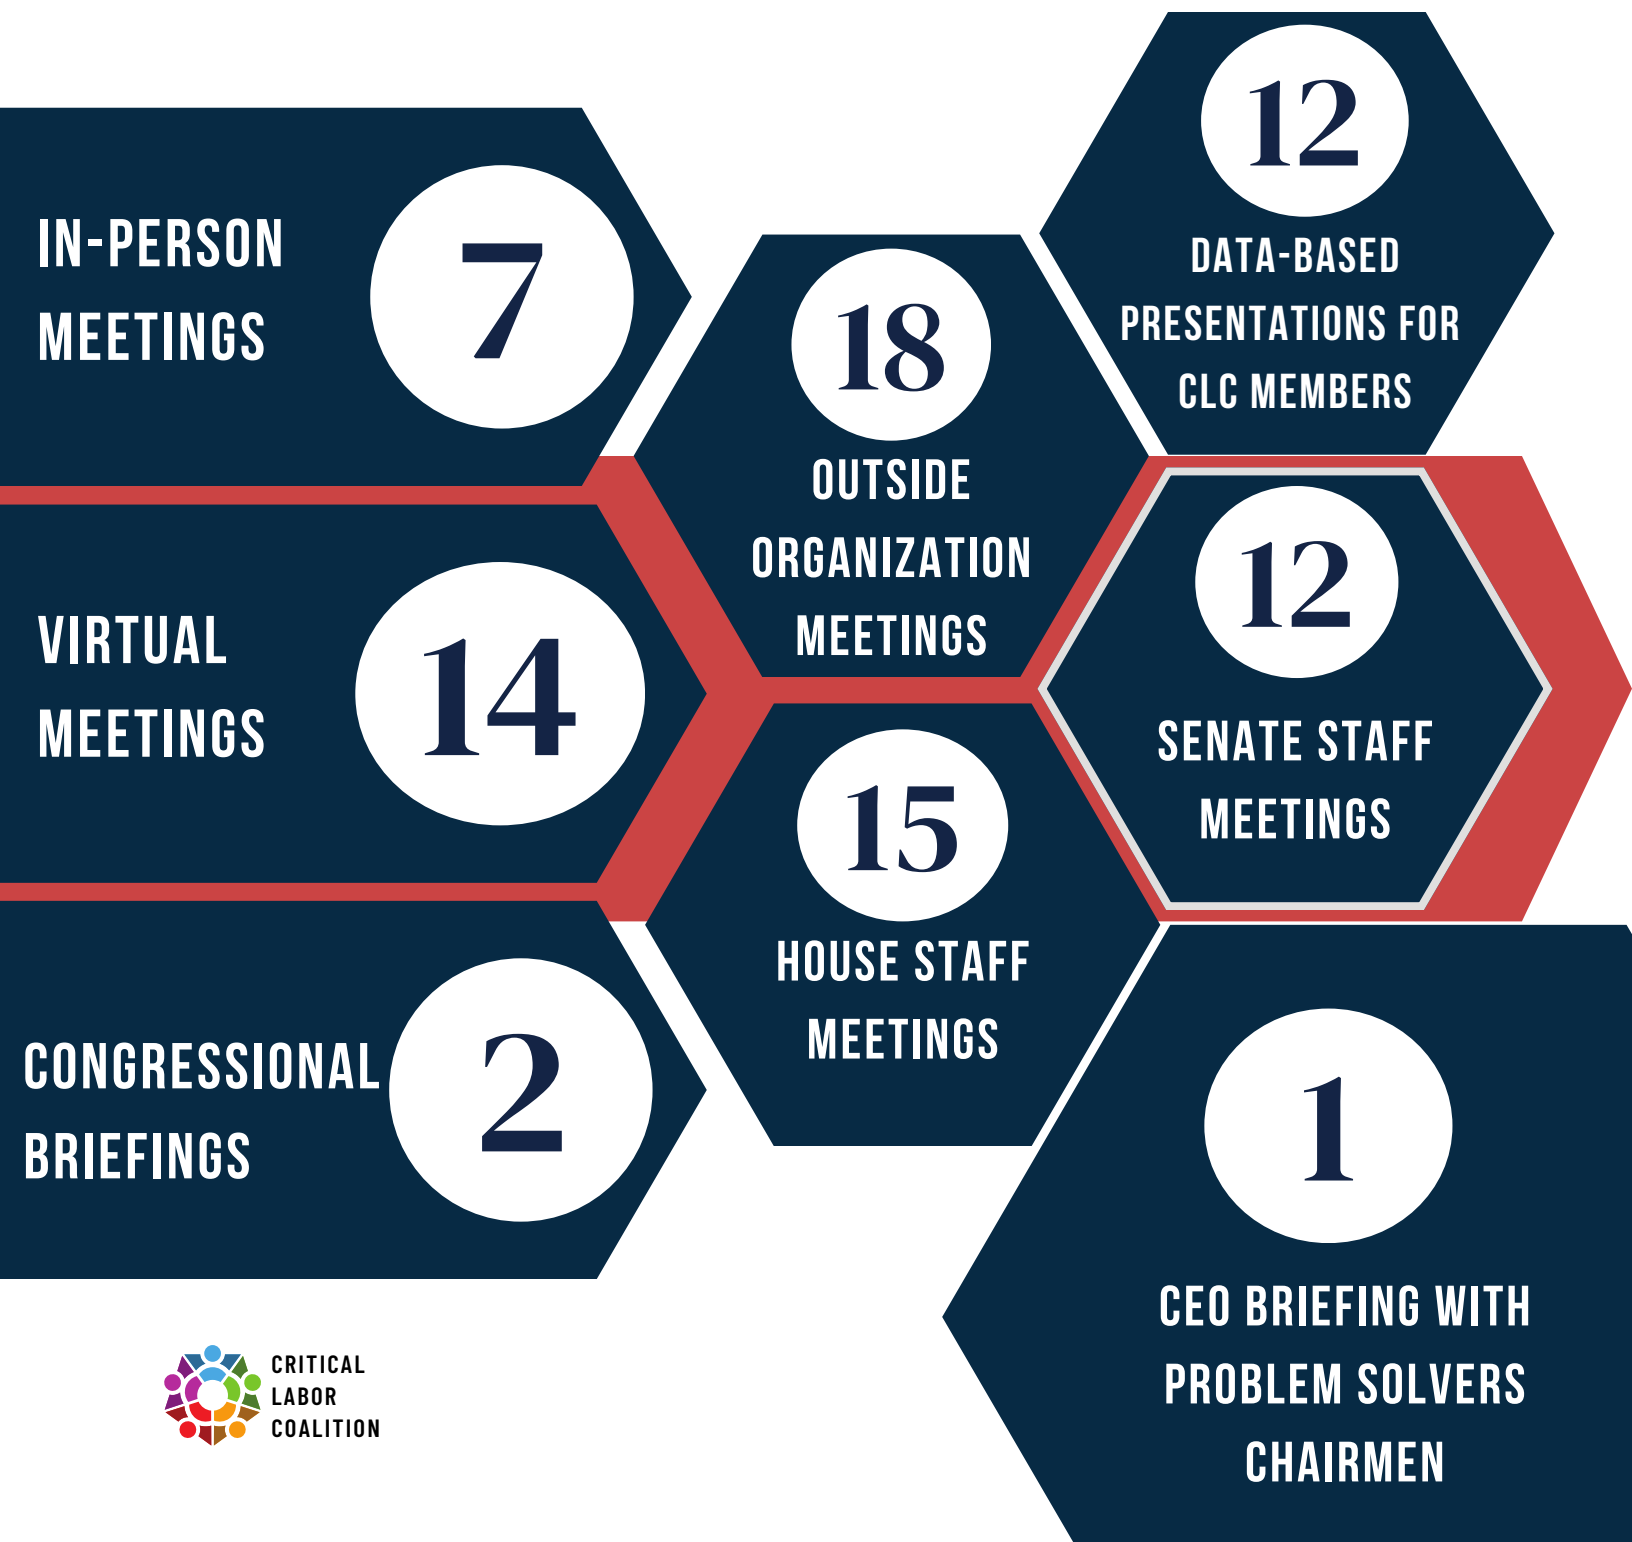 IN-PERSON
MEETINGS
7
VIRTUAL
MEETINGS
14
CONGRESSIONAL
BRIEFINGS
2
18
OUTSIDE
ORGANIZATION
MEETINGS
15
HOUSE STAFF
MEETINGS
12
DATA-BASED
PRESENTATIONS FOR
CLC MEMBERS
12
SENATE STAFF
MEETINGS
1
CEO BRIEFING WITH
PROBLEM SOLVERS
CHAIRMEN
CRITICAL
LABOR
COALITION